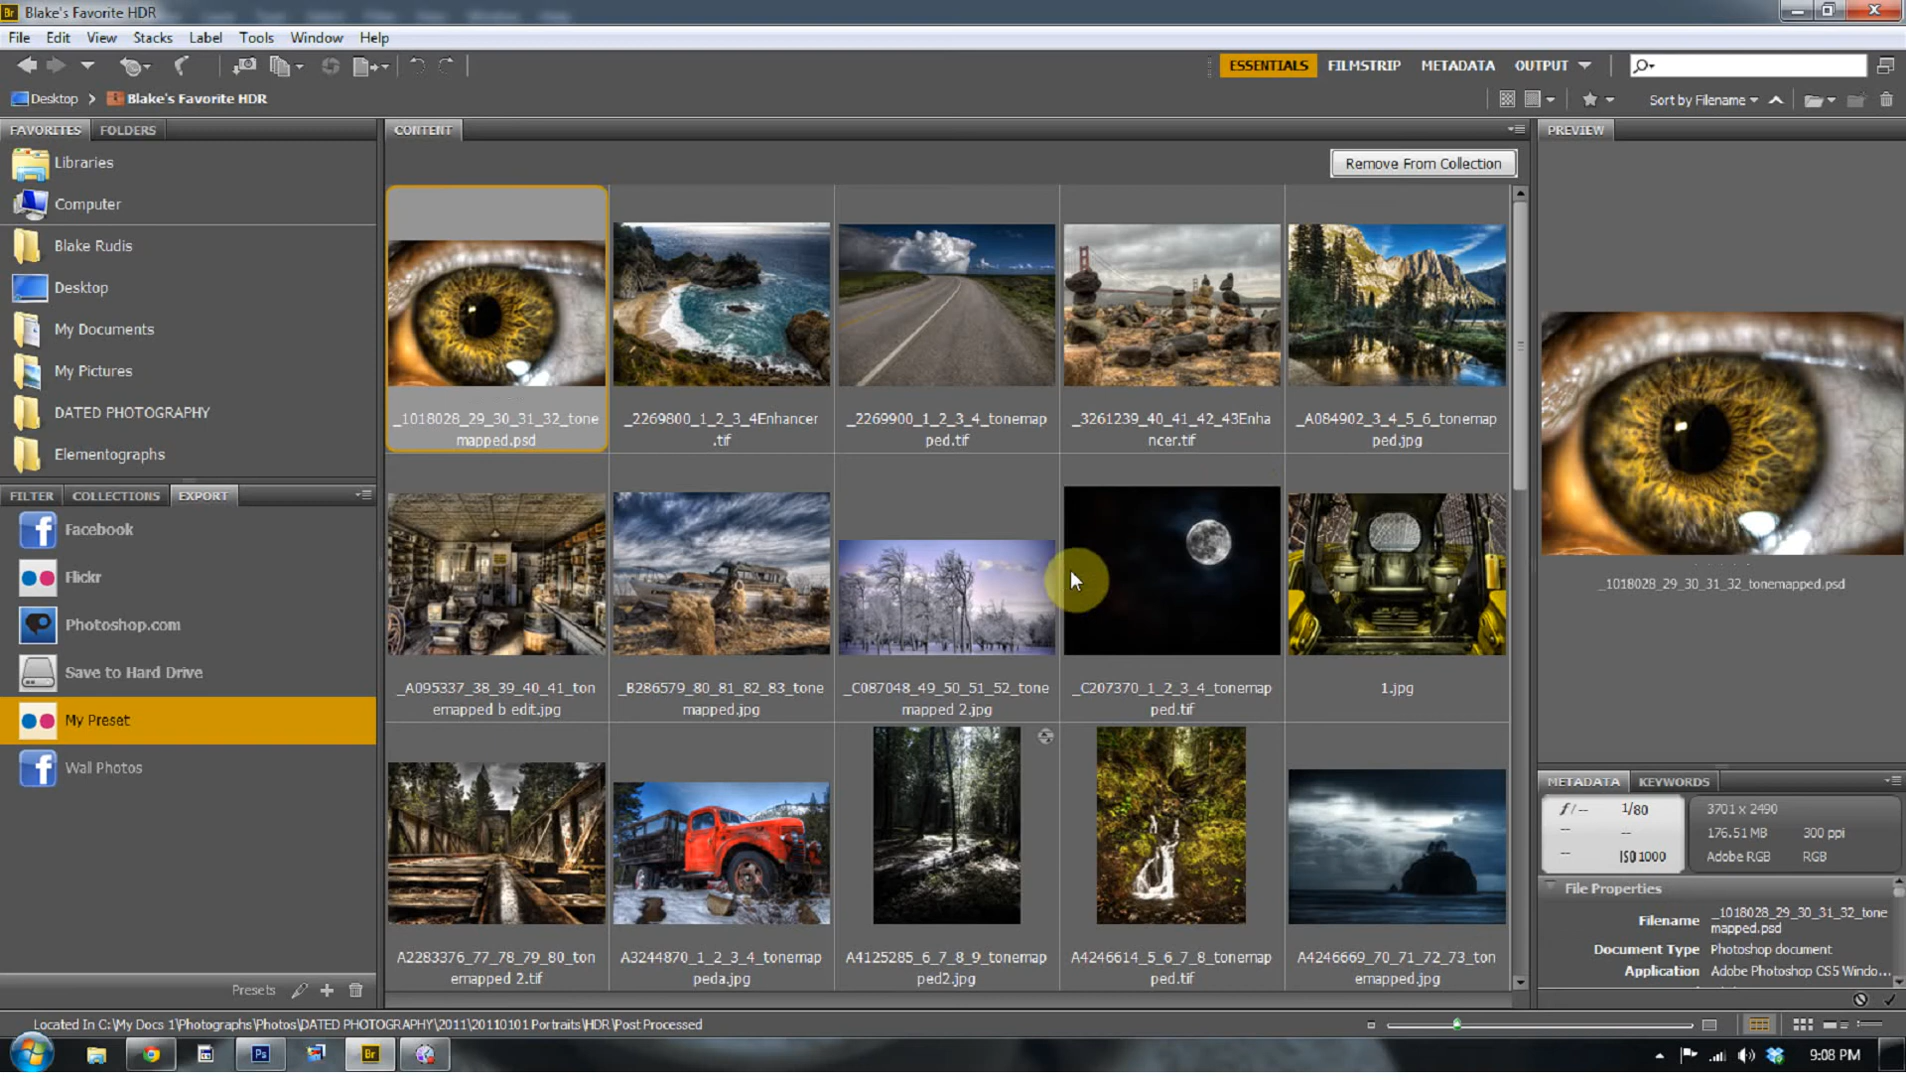 Br Blake's Favorite HDR
File Edit View Stacks Label Tools Window Help
ESSENTIALS FILMSTRIP METADATA OUTPUT
Desktop Blake's Favorite HDR
Sort by Filename
FAVORITES FOLDERS
CONTENT
PREVIEW
Remove From Collection
Libraries
Computer
Blake Rudis
Desktop
My Documents
My Pictures
DATED PHOTOGRAPHY
Elementographs
FILTER COLLECTIONS EXPORT
Facebook
Flickr
Photoshop.com
Save to Hard Drive
My Preset
Wall Photos
Presets
_1018028_29_30_31_32_tone
mapped.psd
_2269800_1_2_3_4Enhancer
.tif
_2269900_1_2_3_4_tonemap
ped.tif
_3261239_40_41_42_43Enha
ncer.tif
_A084902_3_4_5_6_tonemap
ped.jpg
_A095337_38_39_40_41_ton
emapped b edit.jpg
_B286579_80_81_82_83_tone
mapped.jpg
_C087048_49_50_51_52_tone
mapped 2.jpg
_C207370_1_2_3_4_tonemap
ped.tif
1.jpg
A2283376_77_78_79_80_ton
emapped 2.tif
A3244870_1_2_3_4_tonemap
peda.jpg
A4125285_6_7_8_9_tonemap
ped2.jpg
A4246614_5_6_7_8_tonemap
ped.tif
A4246669_70_71_72_73_ton
emapped.jpg
_1018028_29_30_31_32_tonemapped.psd
METADATA KEYWORDS
f/-- 1/80
-- --
-- ISO1000
3701 x 2490
176.51 MB 300 ppi
Adobe RGB RGB
File Properties
Filename _1018028_29_30_31_32_tone
mapped.psd
Document Type Photoshop document
Application Adobe Photoshop CS5 Windo...
Located In C:\My Docs 1\Photographs\Photos\DATED PHOTOGRAPHY\2011\20110101 Portraits\HDR\Post Processed
Ps Br
9:08 PM